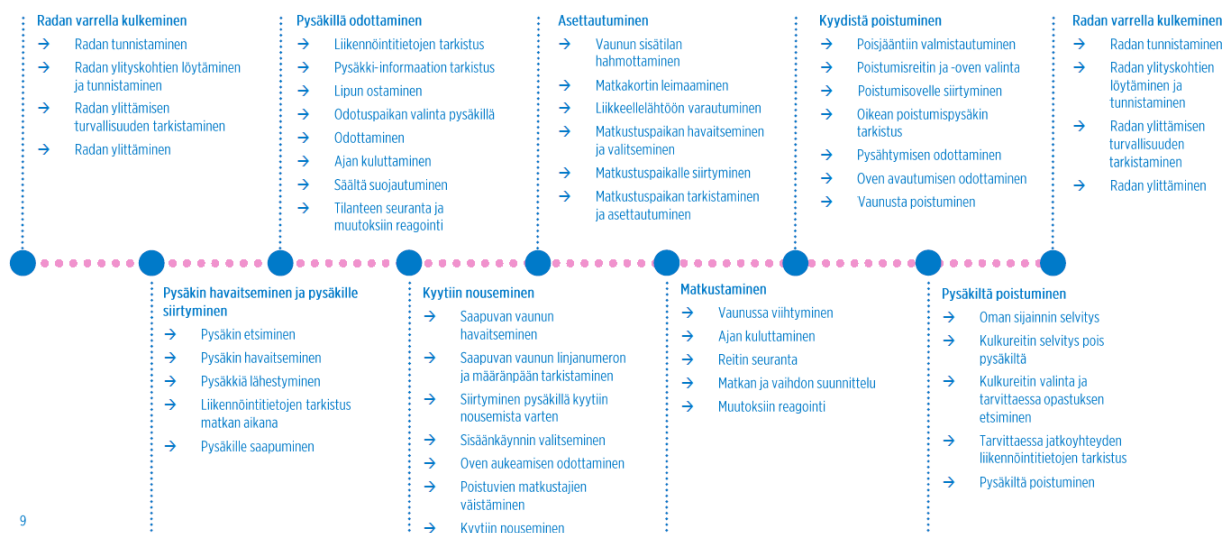 Radan varrella kulkeminen
→ Radan tunnistaminen
→ Radan ylityskohtien löytäminen
ja tunnistaminen
→ Radan ylittämisen
turvallisuuden tarkistaminen
→ Radan ylittäminen
Pysäkin havaitseminen ja pysäkille
siirtyminen
→ Pysäkin etsiminen
→ Pysäkin havaitseminen
→ Pysäkkiä lähestyminen
→ Liikennöintitietojen tarkistus
matkan aikana
→ Pysäkille saapuminen
Pysäkillä odottaminen
→ Liikennöintitietojen tarkistus
→ Pysäkki-informaation tarkistus
→ Lipun ostaminen
→ Odotuspaikan valinta pysäkillä
→ Odottaminen
→ Ajan kuluttaminen
→ Säältä suojautuminen
→ Tilanteen seuranta ja
muutoksiin reagointi
Kyytiin nouseminen
→ Saapuvan vaunun
havaitseminen
→ Saapuvan vaunun linjanumeron
ja määränpään tarkistaminen
→ Siirtyminen pysäkillä kyytiin
nousemista varten
→ Sisäänkäynnin valitseminen
→ Oven aukeamisen odottaminen
→ Poistuvien matkustajien
väistäminen
→ Kyytiin nouseminen
Asettautuminen
→ Vaunun sisätilan
hahmottaminen
→ Matkakortin leimaaminen
→ Liikkeellelähtöön varautuminen
→ Matkustuspaikan havaitseminen
ja valitseminen
→ Matkustuspaikalle siirtyminen
→ Matkustuspaikan tarkistaminen
ja asettautuminen
Matkustaminen
→ Vaunussa viihtyminen
→ Ajan kuluttaminen
→ Reitin seuranta
→ Matkan ja vaihdon suunnittelu
→ Muutoksiin reagointi
Kyydistä poistuminen
→ Poisjääntiin valmistautuminen
→ Poistumisreitin ja -oven valinta
→ Poistumisovelle siirtyminen
→ Oikean poistumispysäkin
tarkistus
→ Pysähtymisen odottaminen
→ Oven avautumisen odottaminen
→ Vaunusta poistuminen
Pysäkiltä poistuminen
→ Oman sijainnin selvitys
→ Kulkureitin selvitys pois
pysäkiltä
→ Kulkureitin valinta ja
tarvittaessa opastuksen
etsiminen
→ Tarvittaessa jatkoyhteyden
liikennöintitietojen tarkistus
→ Pysäkiltä poistuminen
Radan varrella kulkeminen
→ Radan tunnistaminen
→ Radan ylityskohtien
löytäminen ja
tunnistaminen
→ Radan ylittämisen
turvallisuuden
tarkistaminen
→ Radan ylittäminen
9